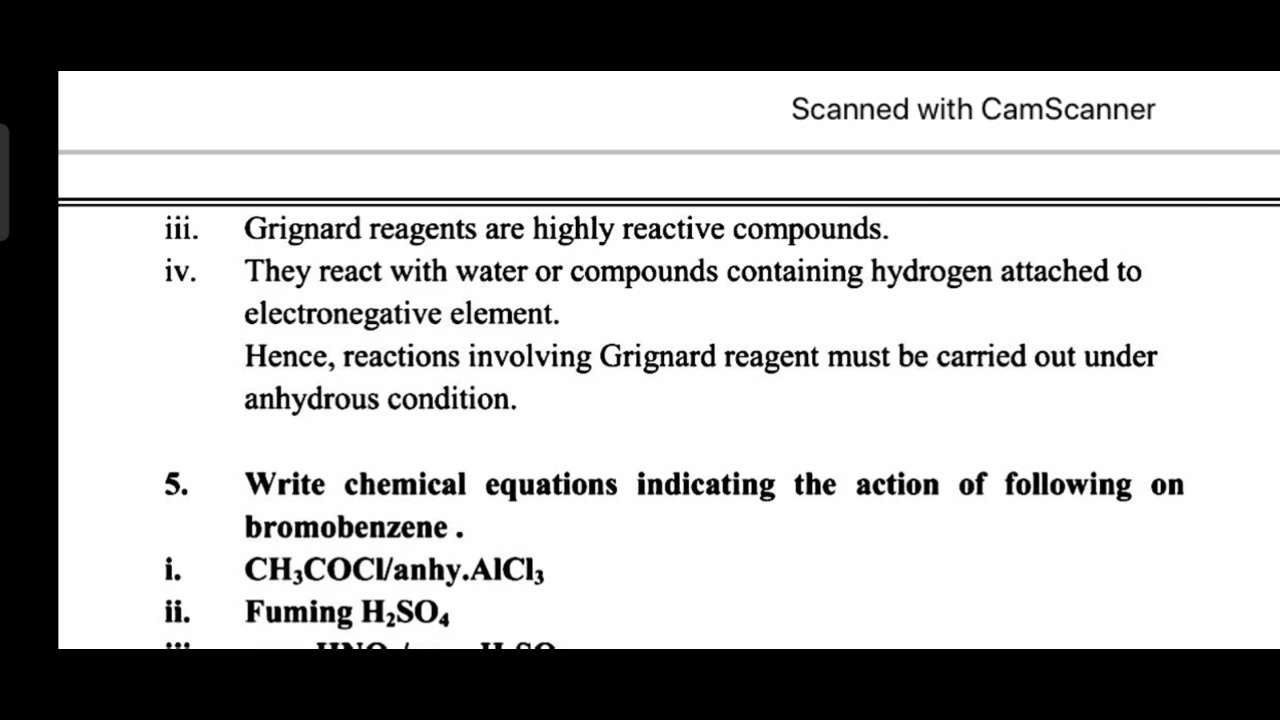 Scanned with CamScanner
iii. Grignard reagents are highly reactive compounds.
iv. They react with water or compounds containing hydrogen attached to
electronegative element.
Hence, reactions involving Grignard reagent must be carried out under
anhydrous condition.
5. Write chemical equations indicating the action of following on
bromobenzene .
i. CH₃COCl/anhy.AlCl₃
ii. Fuming H₂SO₄